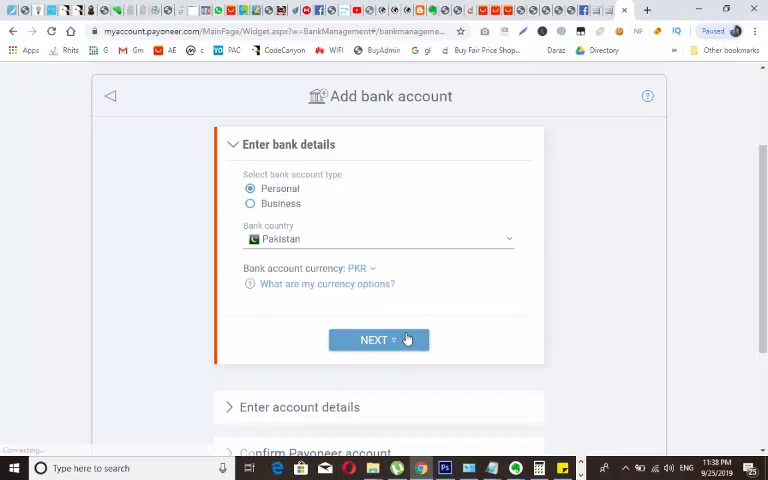 myaccount.payoneer.com/MainPage/Widget.aspx?w=BankManagement#/bankmanageme...
Paused
Apps Rhits G Gm AE c PAC CodeCanyon WiFi BuyAdmin gl Buy Fair Price Shop... Daraz Directory » Other bookmarks
Add bank account
?
Enter bank details
Select bank account type
Personal
Business
Bank country
Pakistan
Bank account currency: PKR
? What are my currency options?
NEXT
Enter account details
Confirm Payoneer account
Connecting...
Type here to search
ENG
11:38 PM
9/25/2019
25